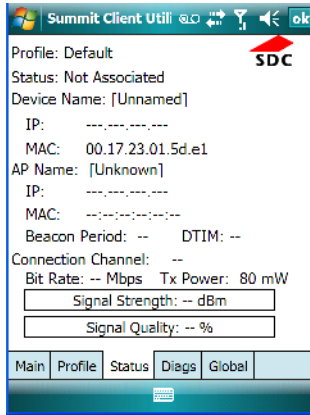 Summit Client Utili
ok
Profile: Default
SDC
Status: Not Associated
Device Name: [Unnamed]
IP: ---.---.---.---
MAC: 00.17.23.01.5d.e1
AP Name: [Unknown]
IP: ---.---.---.---
MAC: --:--:--:--:--:--
Beacon Period: -- DTIM: --
Connection Channel: --
Bit Rate: -- Mbps Tx Power: 80 mW
Signal Strength: -- dBm
Signal Quality: -- %
Main Profile Status Diags Global